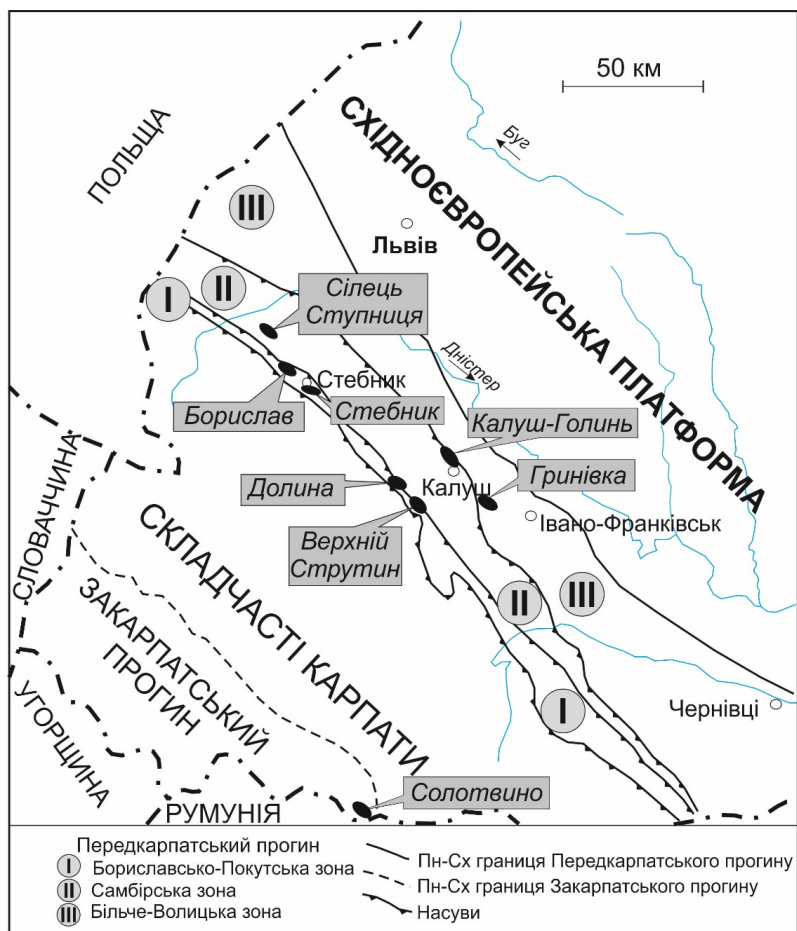 50 км
ПОЛЬЩА
Буг
СХІДНОЄВРОПЕЙСЬКА ПЛАТФОРМА
III
Львів
II
I
Сілець
Ступниця
Дністер
Стебник
Борислав
Стебник
Калуш-Голинь
Долина
Калуш
Гринівка
Івано-Франківськ
Верхній
Струтин
СЛОВАЧЧИНА
СКЛАДЧАСТІ КАРПАТИ
ЗАКАРПАТСЬКИЙ
ПРОГИН
II
III
УГОРЩИНА
I
Чернівці
Солотвино
РУМУНІЯ
Передкарпатський прогин
I Бориславсько-Покутська зона
II Самбірська зона
III Більче-Волицька зона
Пн-Сх границя Передкарпатського прогину
Пн-Сх границя Закарпатського прогину
Насуви